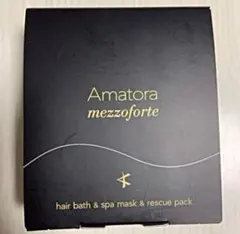 Amatora
mezzoforte
hair bath & spa mask & rescue pack